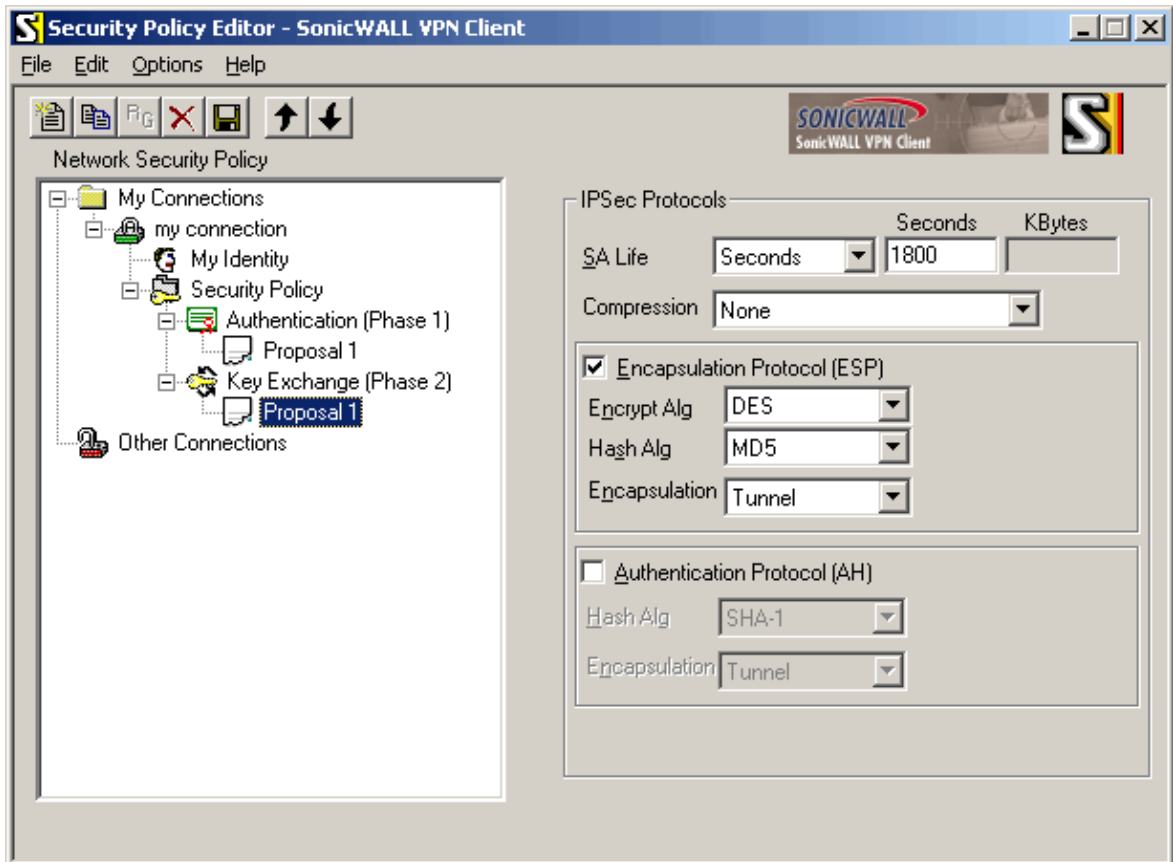 Security Policy Editor - SonicWALL VPN Client
File Edit Options Help
SONICWALL
SonicWALL VPN Client
Network Security Policy
My Connections
my connection
My Identity
Security Policy
Authentication (Phase 1)
Proposal 1
Key Exchange (Phase 2)
Proposal 1
Other Connections
IPSec Protocols
Seconds KBytes
SA Life Seconds 1800
Compression None
Encapsulation Protocol (ESP)
Encrypt Alg DES
Hash Alg MD5
Encapsulation Tunnel
Authentication Protocol (AH)
Hash Alg SHA-1
Encapsulation Tunnel